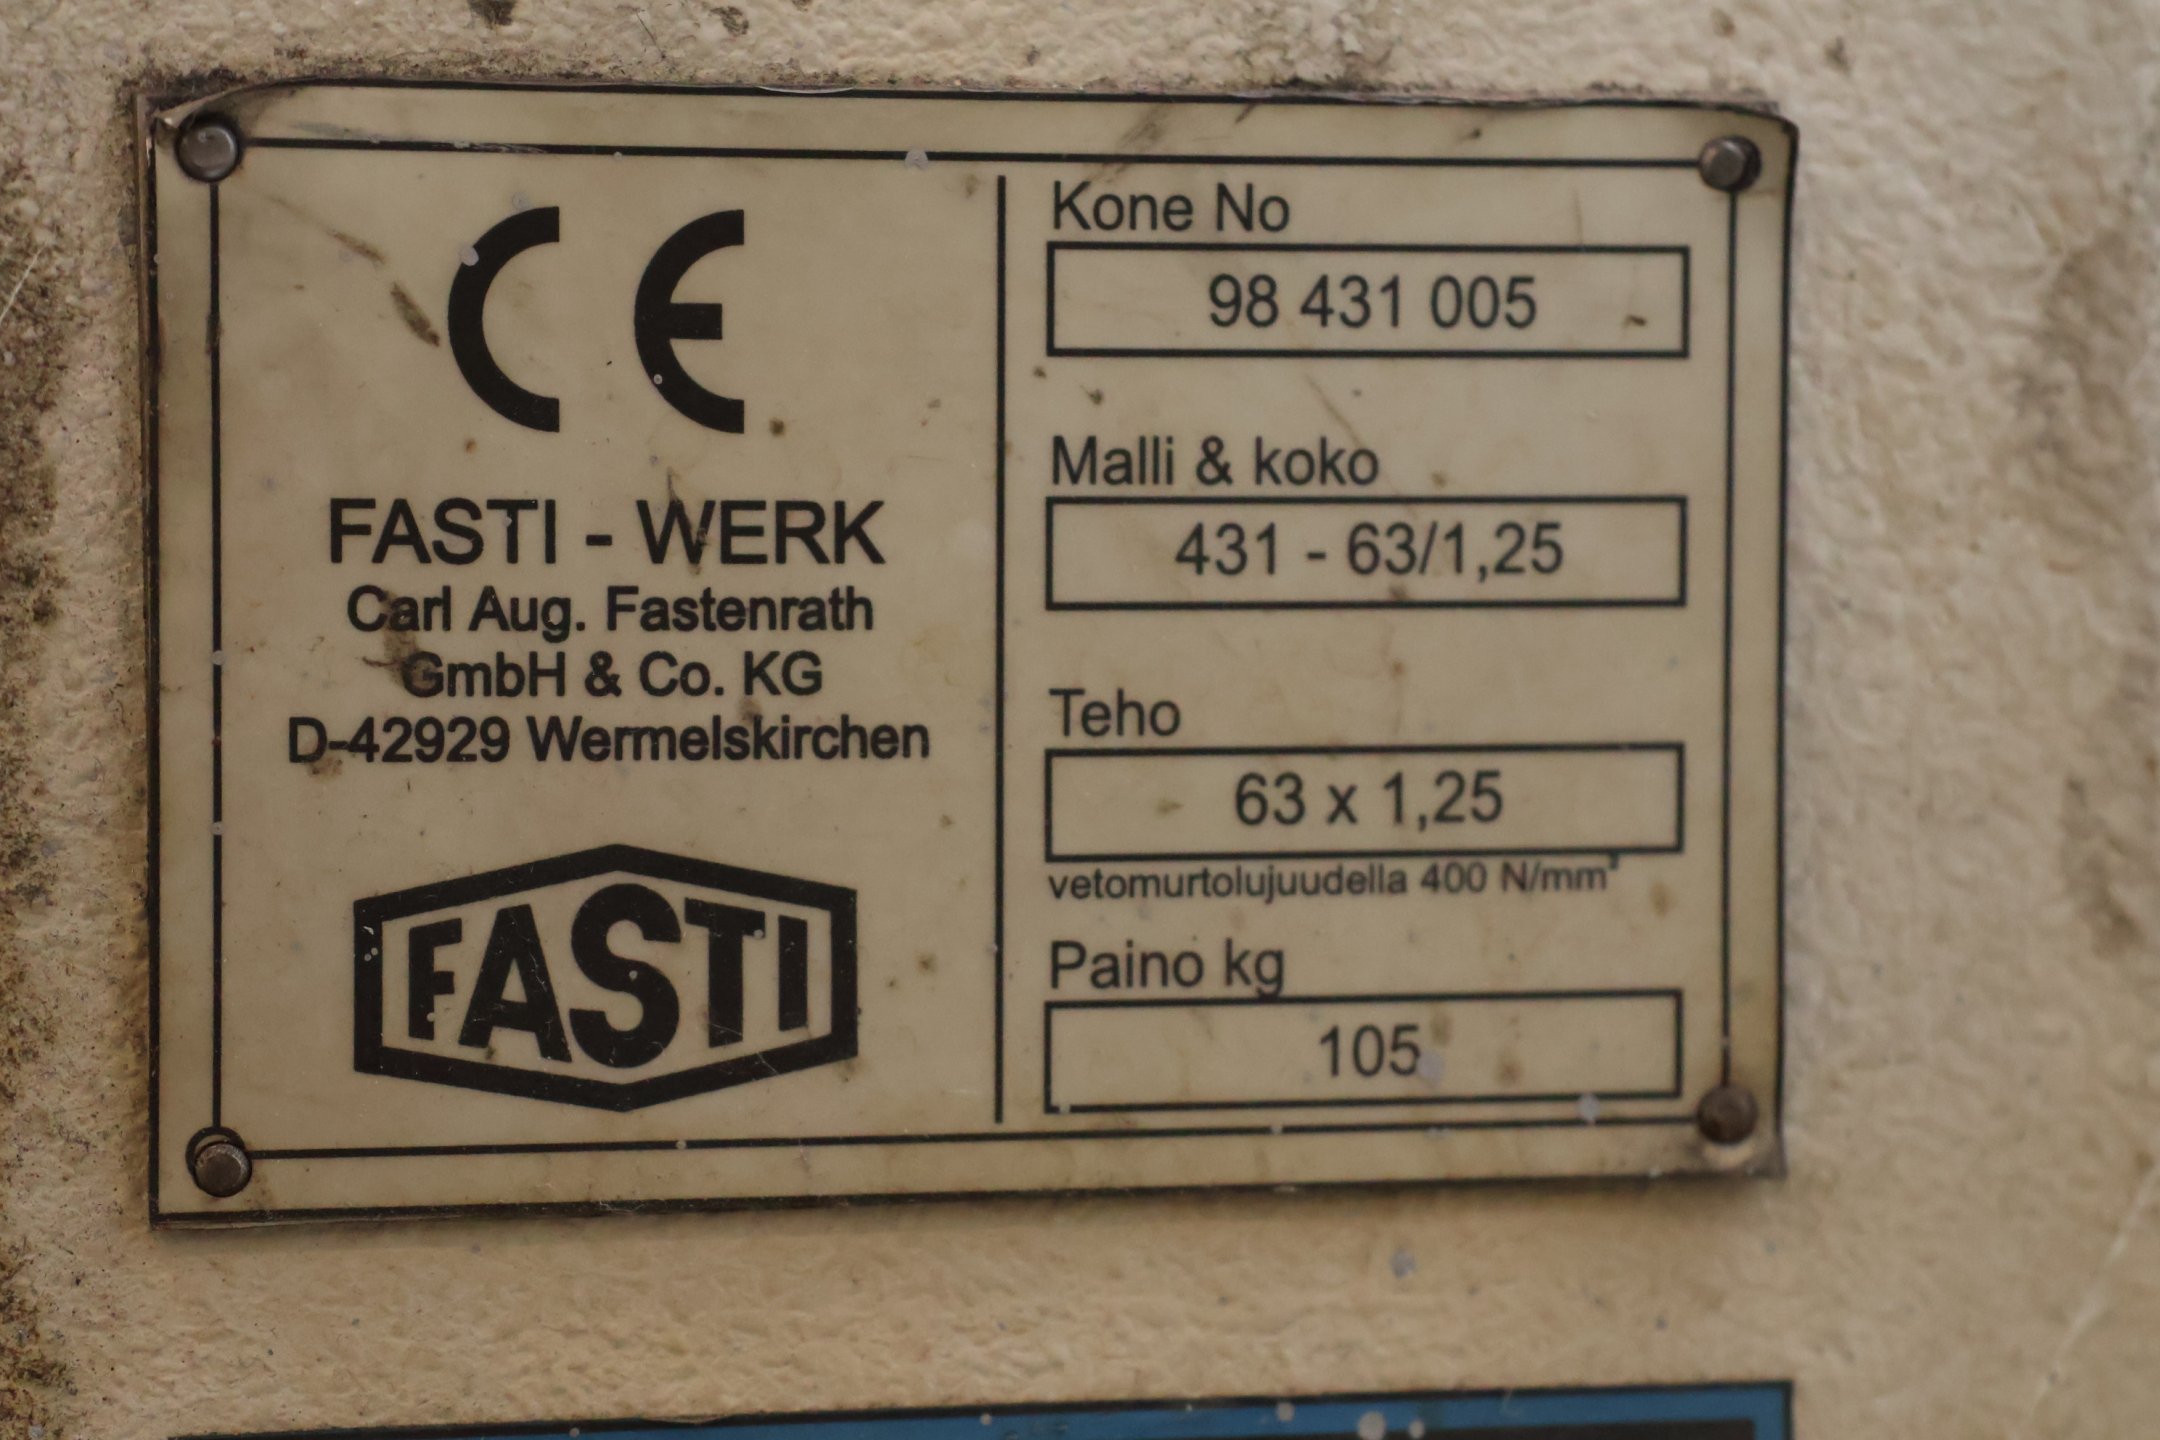 CE
FASTI - WERK
Carl Aug. Fastenrath
GmbH & Co. KG
D-42929 Wermelskirchen
FASTI
Kone No
98 431 005
Malli & koko
431 - 63/1,25
Teho
63 x 1,25
vetomurtolujuudella 400 N/mm²
Paino kg
105